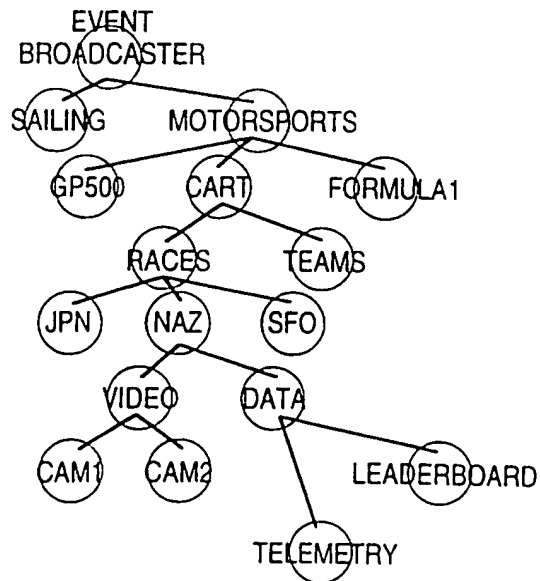 EVENT
BROADCASTER
SAILING MOTORSPORTS
GP500 CART FORMULA1
RACES TEAMS
JPN NAZ SFO
VIDEO DATA
CAM1 CAM2 LEADERBOARD
TELEMETRY